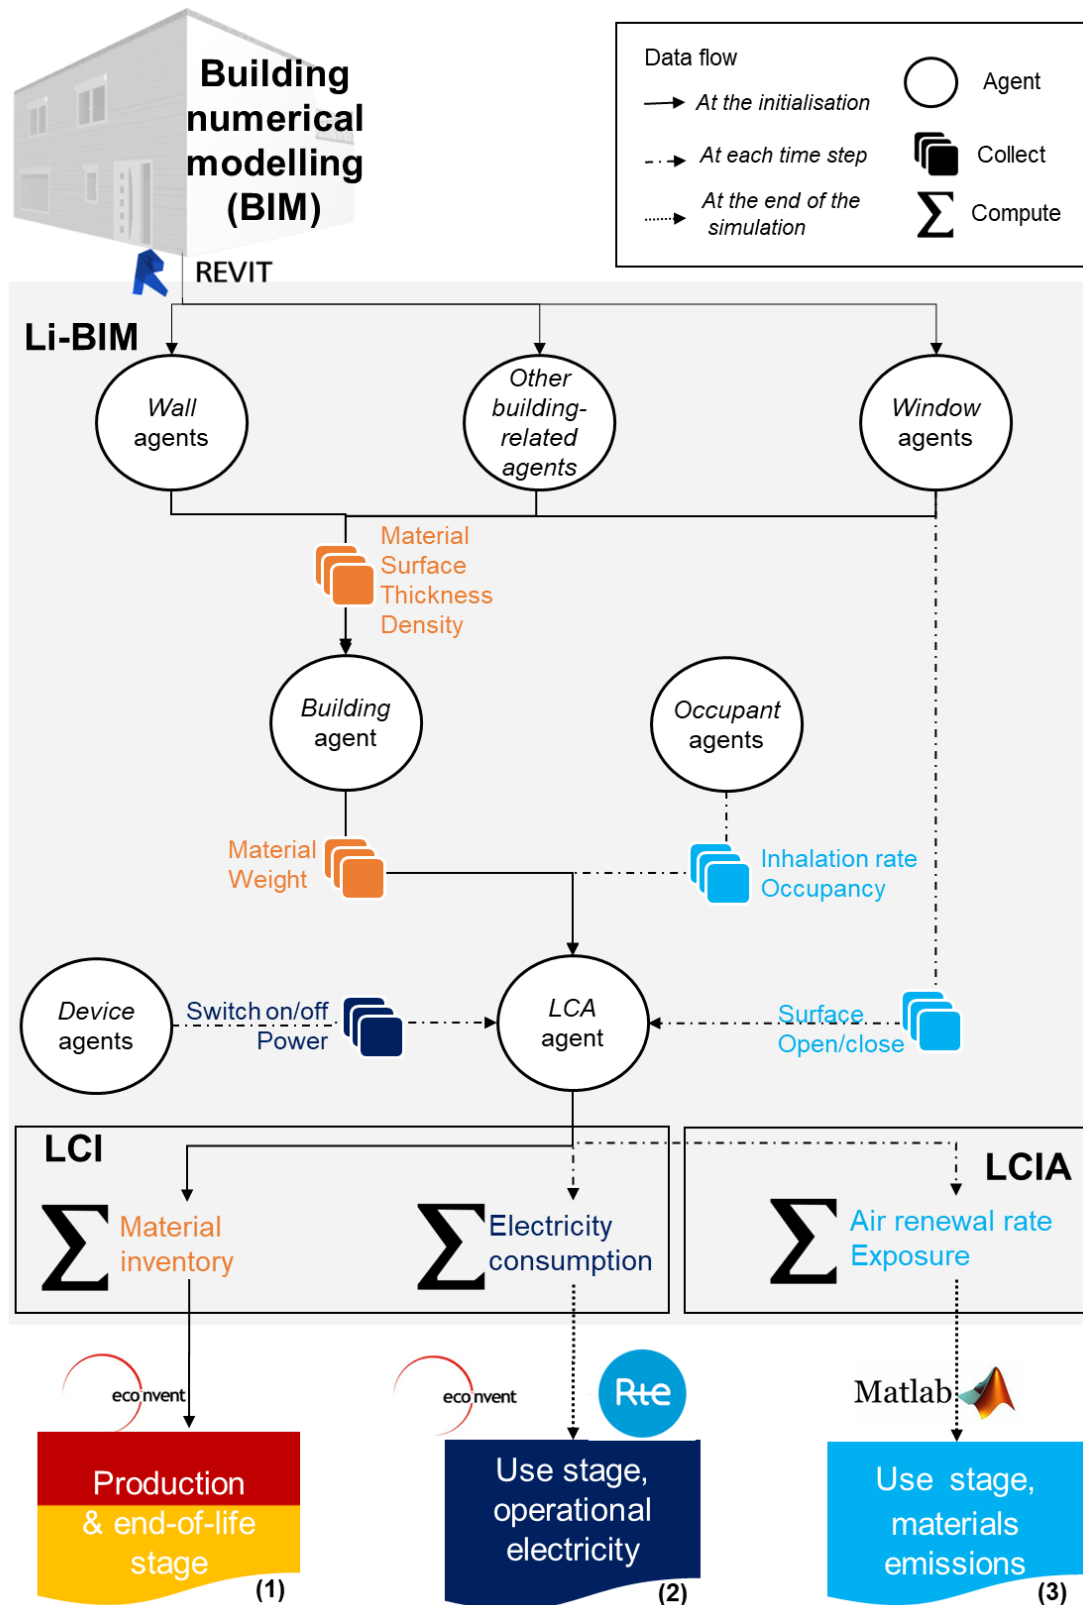 Building
numerical
modelling
(BIM)
REVIT
Data flow
At the initialisation
At each time step
At the end of the
simulation
Agent
Collect
Σ Compute
Li-BIM
Wall
agents
Other
building-
related
agents
Window
agents
Material
Surface
Thickness
Density
Building
agent
Occupant
agents
Material
Weight
Inhalation rate
Occupancy
Device
agents
Switch on/off
Power
LCA
agent
Surface
Open/close
LCI
Σ Material
inventory
Σ Electricity
consumption
LCIA
Σ Air renewal rate
Exposure
ecoinvent
ecoinvent
Rte
Matlab
Production
& end-of-life
stage
(1)
Use stage,
operational
electricity
(2)
Use stage,
materials
emissions
(3)